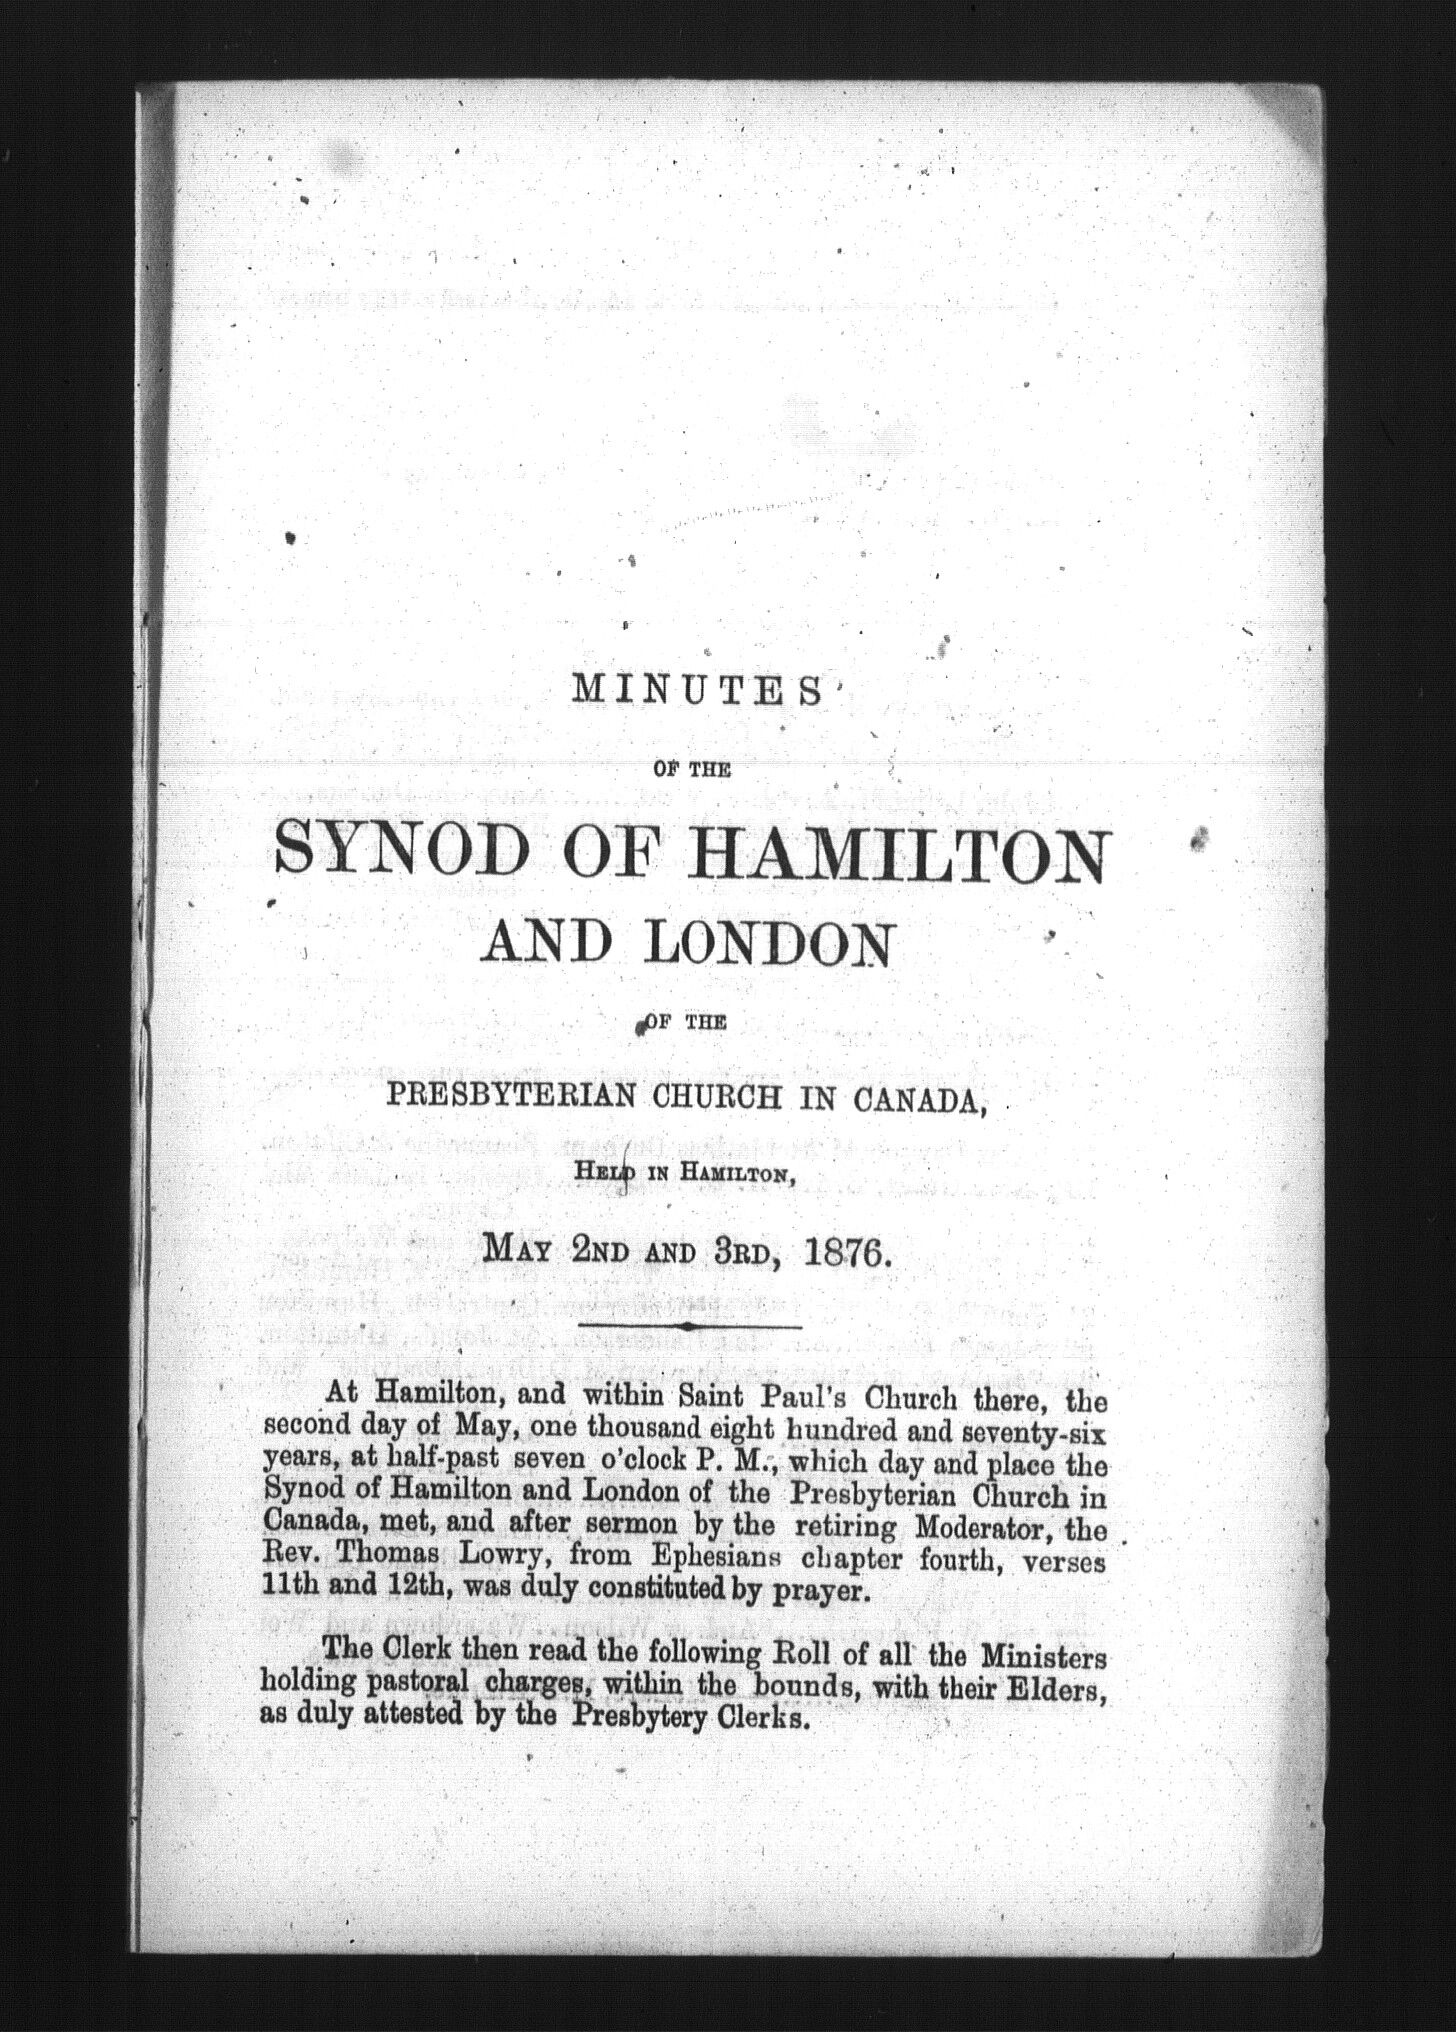 MINUTES
OF THE
SYNOD OF HAMILTON
AND LONDON
OF THE
PRESBYTERIAN CHURCH IN CANADA,
HELD IN HAMILTON,
MAY 2ND AND 3RD, 1876.
At Hamilton, and within Saint Paul's Church there, the
second day of May, one thousand eight hundred and seventy-six
years, at half-past seven o'clock P. M., which day and place the
Synod of Hamilton and London of the Presbyterian Church in
Canada, met, and after sermon by the retiring Moderator, the
Rev. Thomas Lowry, from Ephesians chapter fourth, verses
11th and 12th, was duly constituted by prayer.
The Clerk then read the following Roll of all the Ministers
holding pastoral charges, within the bounds, with their Elders,
as duly attested by the Presbytery Clerks.